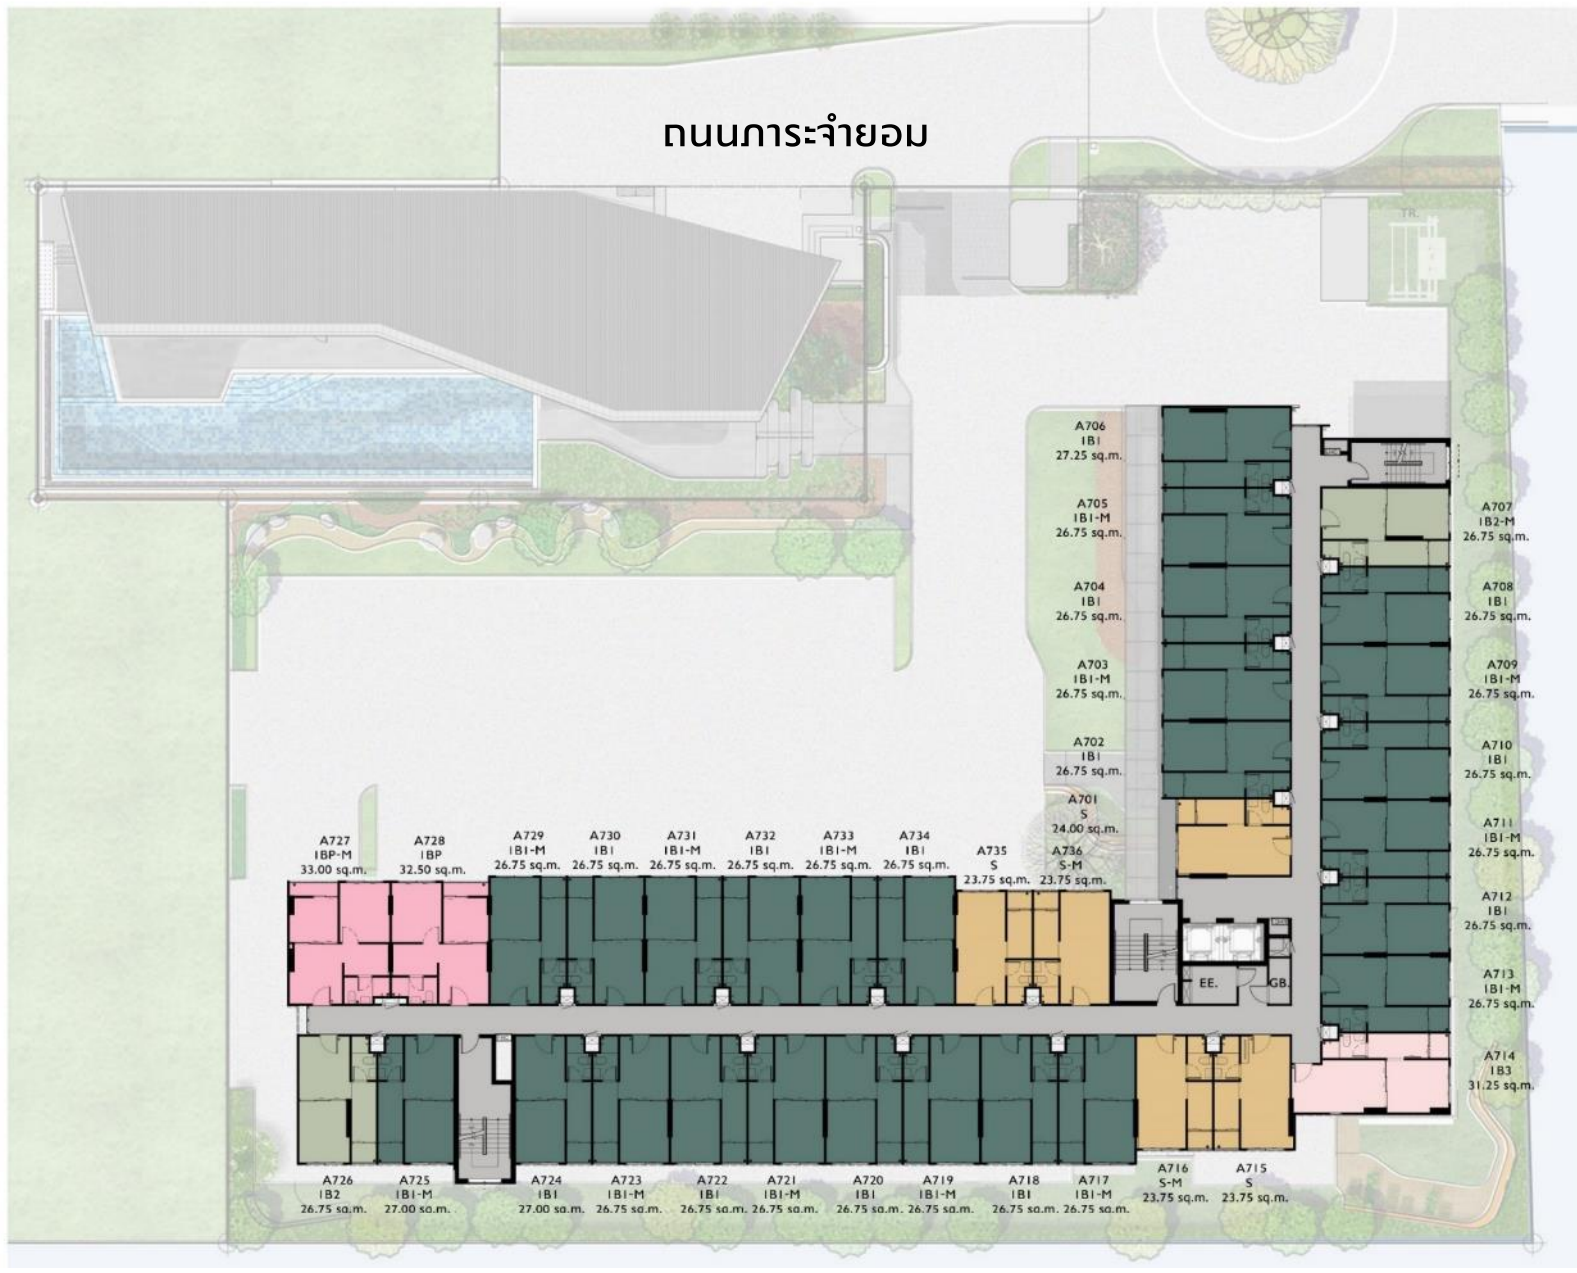 ถนนภาระจำยอม
TR.
A706
1B1
27.25 sq.m.
A705
1B1-M
26.75 sq.m.
A704
1B1
26.75 sq.m.
A703
1B1-M
26.75 sq.m.
A702
1B1
26.75 sq.m.
A701
S
24.00 sq.m.
A707
1B2-M
26.75 sq.m.
A708
1B1
26.75 sq.m.
A709
1B1-M
26.75 sq.m.
A710
1B1
26.75 sq.m.
A711
1B1-M
26.75 sq.m.
A712
1B1
26.75 sq.m.
A713
1B1-M
26.75 sq.m.
A714
1B3
31.25 sq.m.
A727
1BP-M
33.00 sq.m.
A728
1BP
32.50 sq.m.
A729
1B1-M
26.75 sq.m.
A730
1B1
26.75 sq.m.
A731
1B1-M
26.75 sq.m.
A732
1B1
26.75 sq.m.
A733
1B1-M
26.75 sq.m.
A734
1B1
26.75 sq.m.
A735
S
23.75 sq.m.
A736
S-M
23.75 sq.m.
EE.
GB.
A726
1B2
26.75 sq.m.
A725
1B1-M
27.00 sq.m.
A724
1B1
27.00 sq.m.
A723
1B1-M
26.75 sq.m.
A722
1B1
26.75 sq.m.
A721
1B1-M
26.75 sq.m.
A720
1B1
26.75 sq.m.
A719
1B1-M
26.75 sq.m.
A718
1B1
26.75 sq.m.
A717
1B1-M
26.75 sq.m.
A716
S-M
23.75 sq.m.
A715
S
23.75 sq.m.